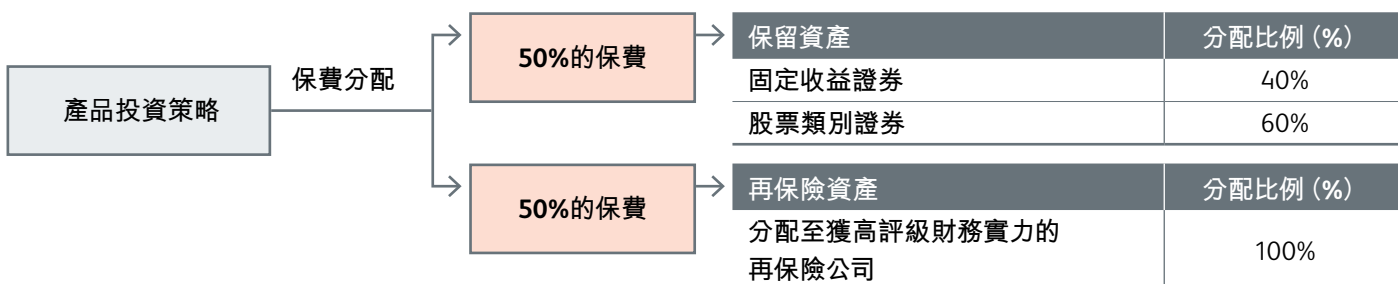 產品投資策略
保費分配
50%的保費
保留資產 分配比例 (%)
固定收益證券 40%
股票類別證券 60%
50%的保費
再保險資產 分配比例 (%)
分配至獲高評級財務實力的
再保險公司 100%